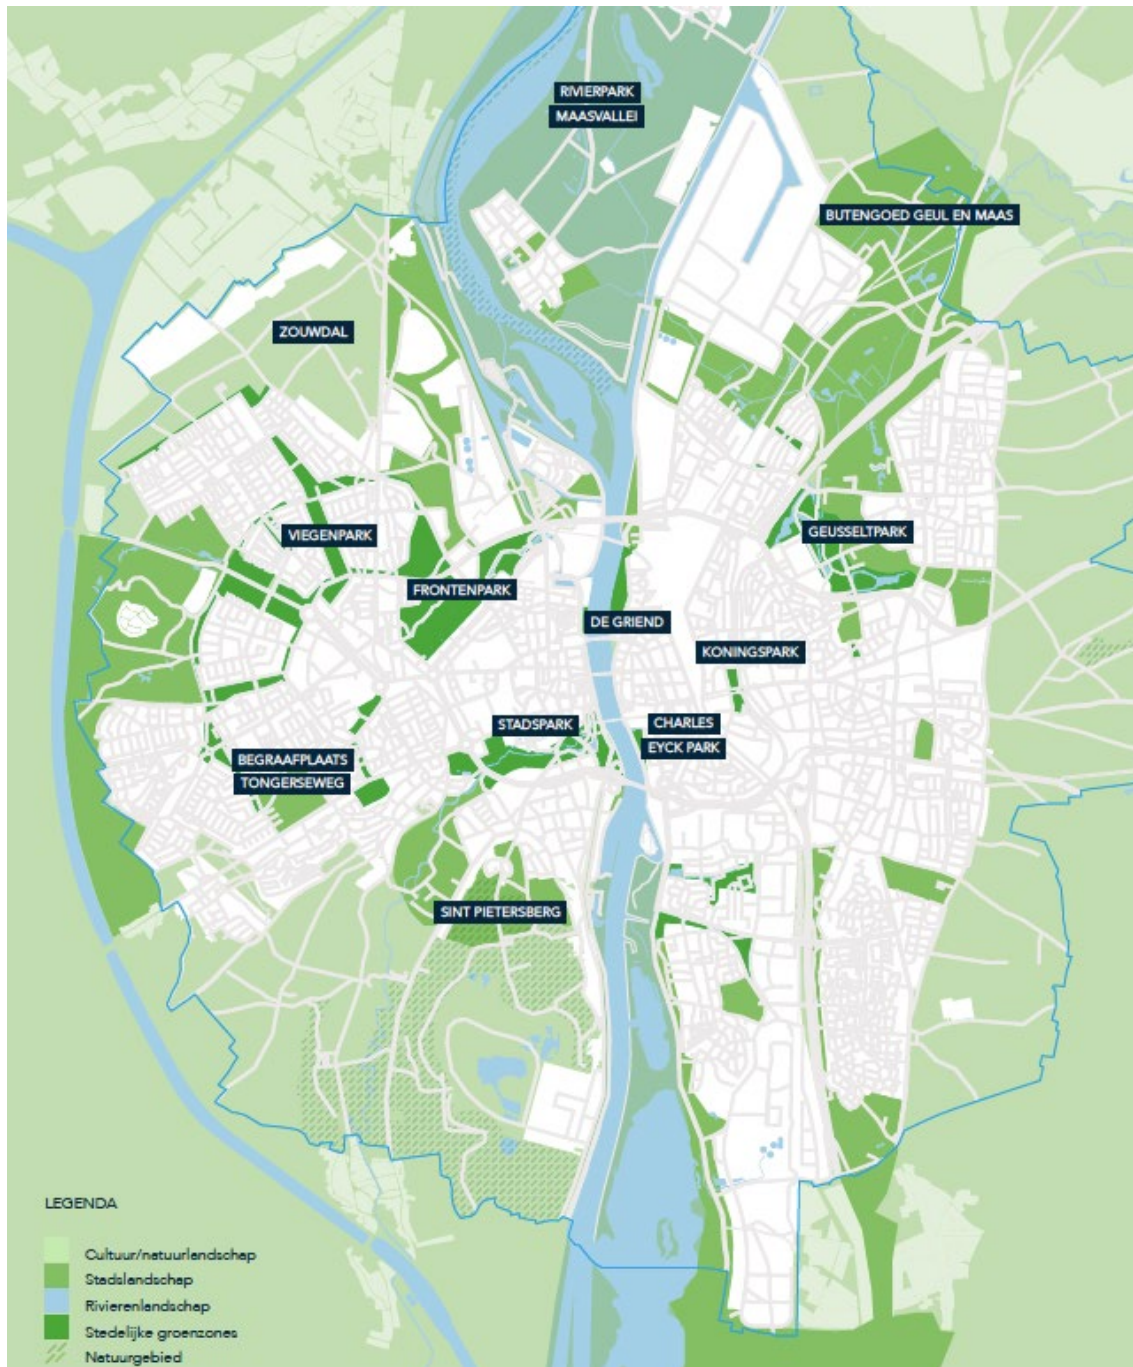 RIVIERPARK
MAASVALLEI
BUTENGOED GEUL EN MAAS
ZOUWDAL
VIEGENPARK
GEUSSELTPARK
FRONTENPARK
DE GRIEND
KONINGSPARK
STADSPARK
CHARLES
EYCK PARK
BEGRAAFPLAATS
TONGERSEWEG
SINT PIETERSBERG
LEGENDA
Cultuur/natuurlandschap
Stadslandschap
Rivierenlandschap
Stedelijke groenzones
Natuurgebied